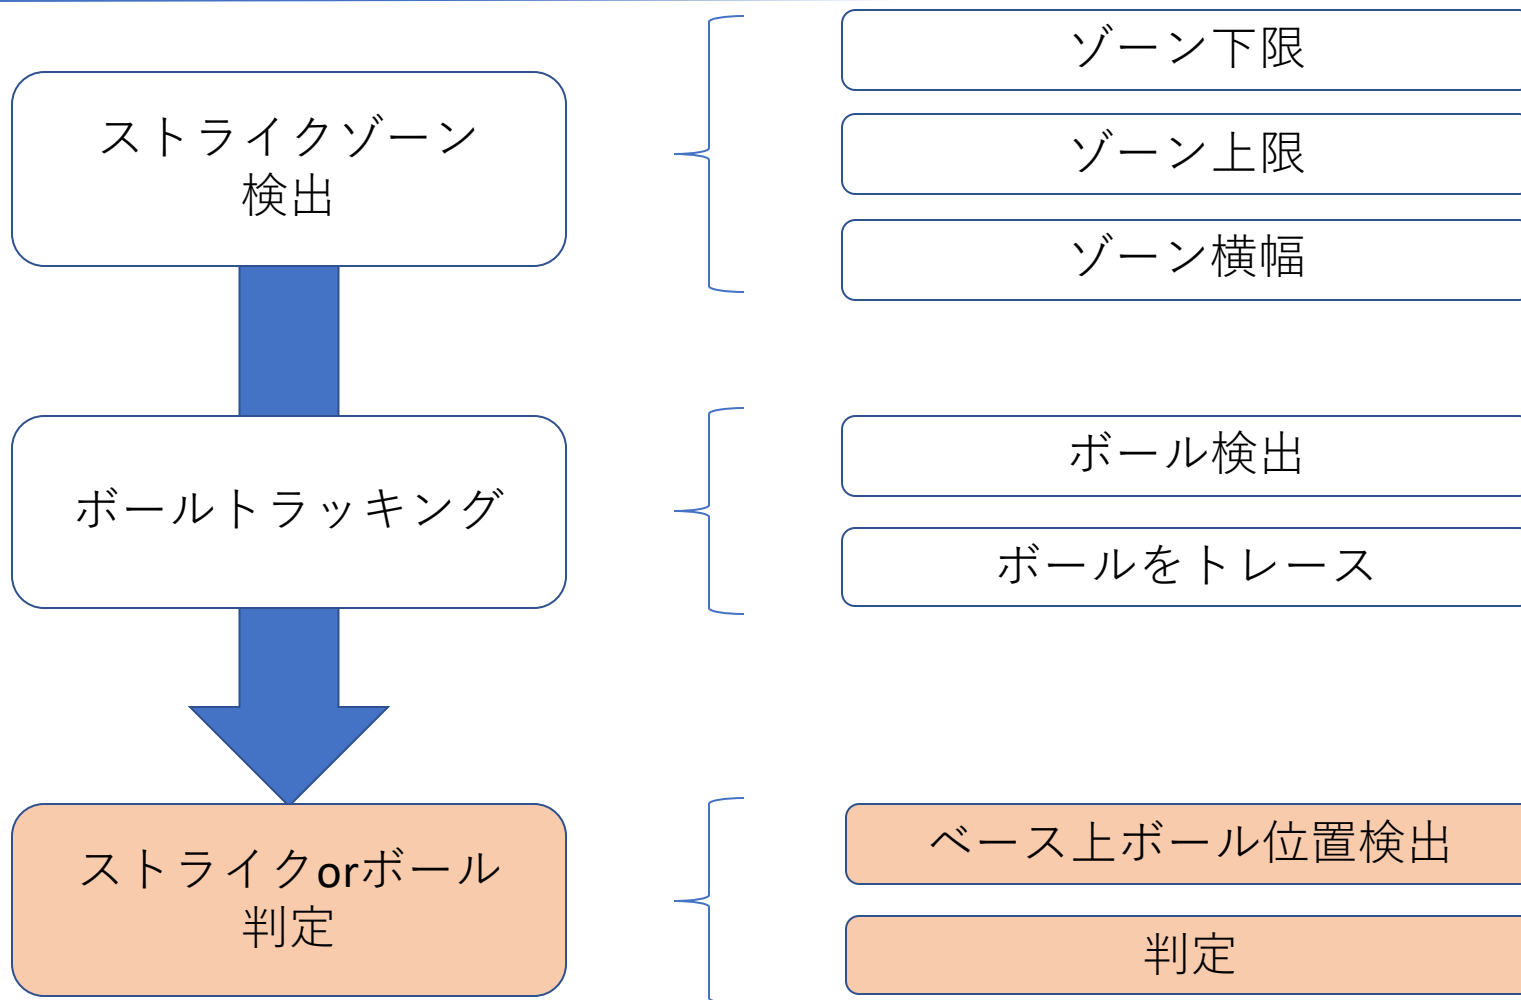 ストライクゾーン
検出
ゾーン下限
ゾーン上限
ゾーン横幅
ボールトラッキング
ボール検出
ボールをトレース
ストライクorボール
判定
ベース上ボール位置検出
判定